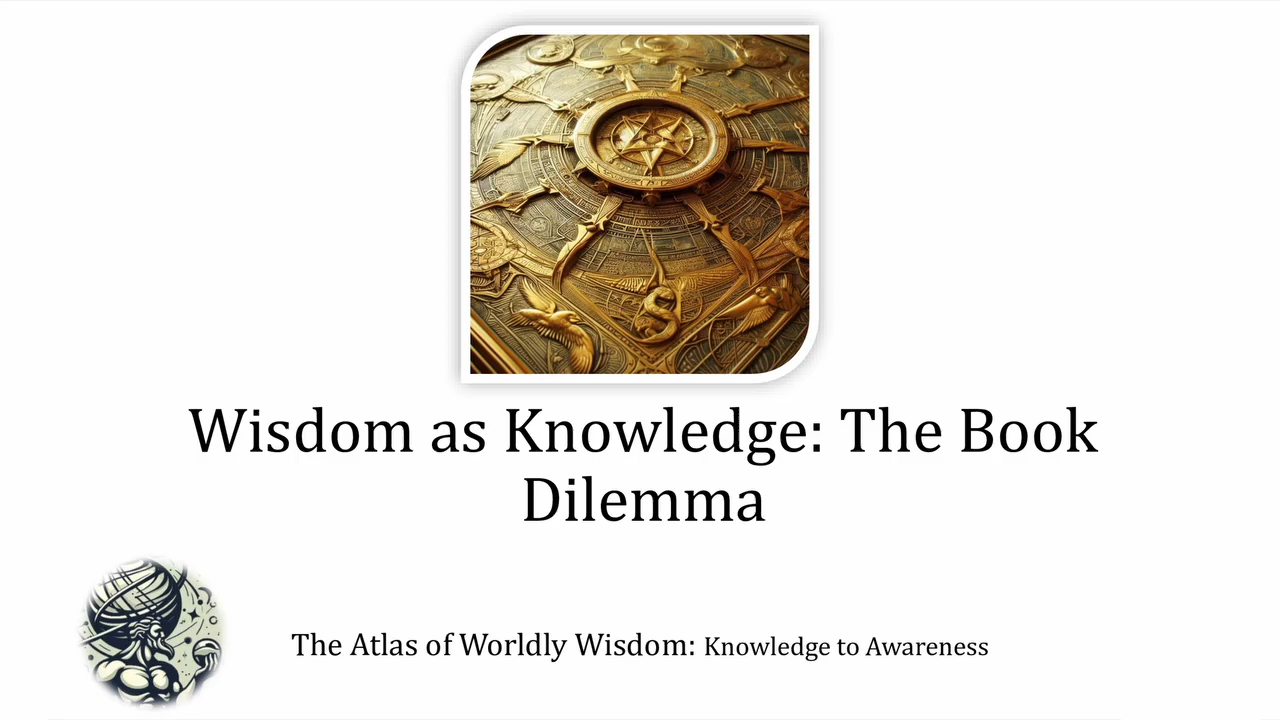 Wisdom as Knowledge: The Book
Dilemma
The Atlas of Worldly Wisdom: Knowledge to Awareness